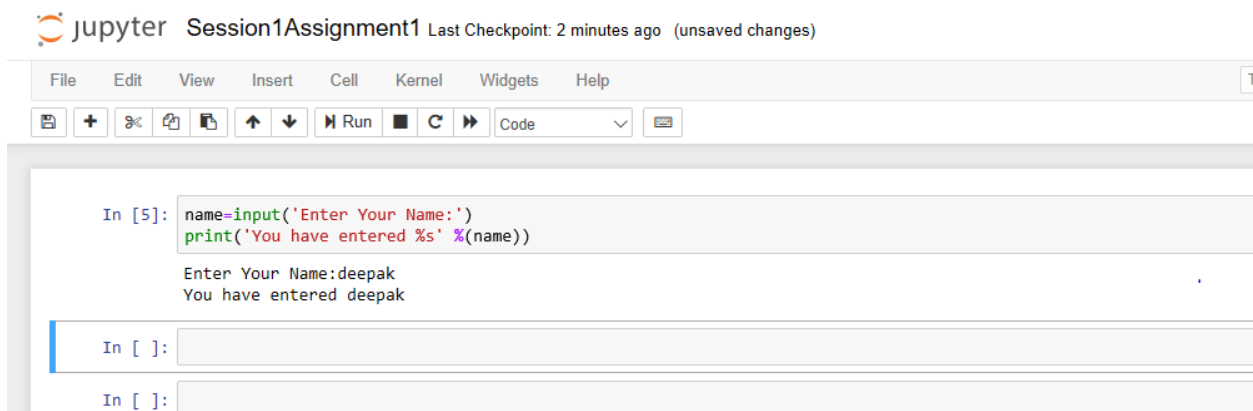 jupyter Session1Assignment1 Last Checkpoint: 2 minutes ago (unsaved changes)
File Edit View Insert Cell Kernel Widgets Help
Run Code
In [5]: name=input('Enter Your Name:')
print('You have entered %s' %(name))
Enter Your Name:deepak
You have entered deepak
In [ ]:
In [ ]: